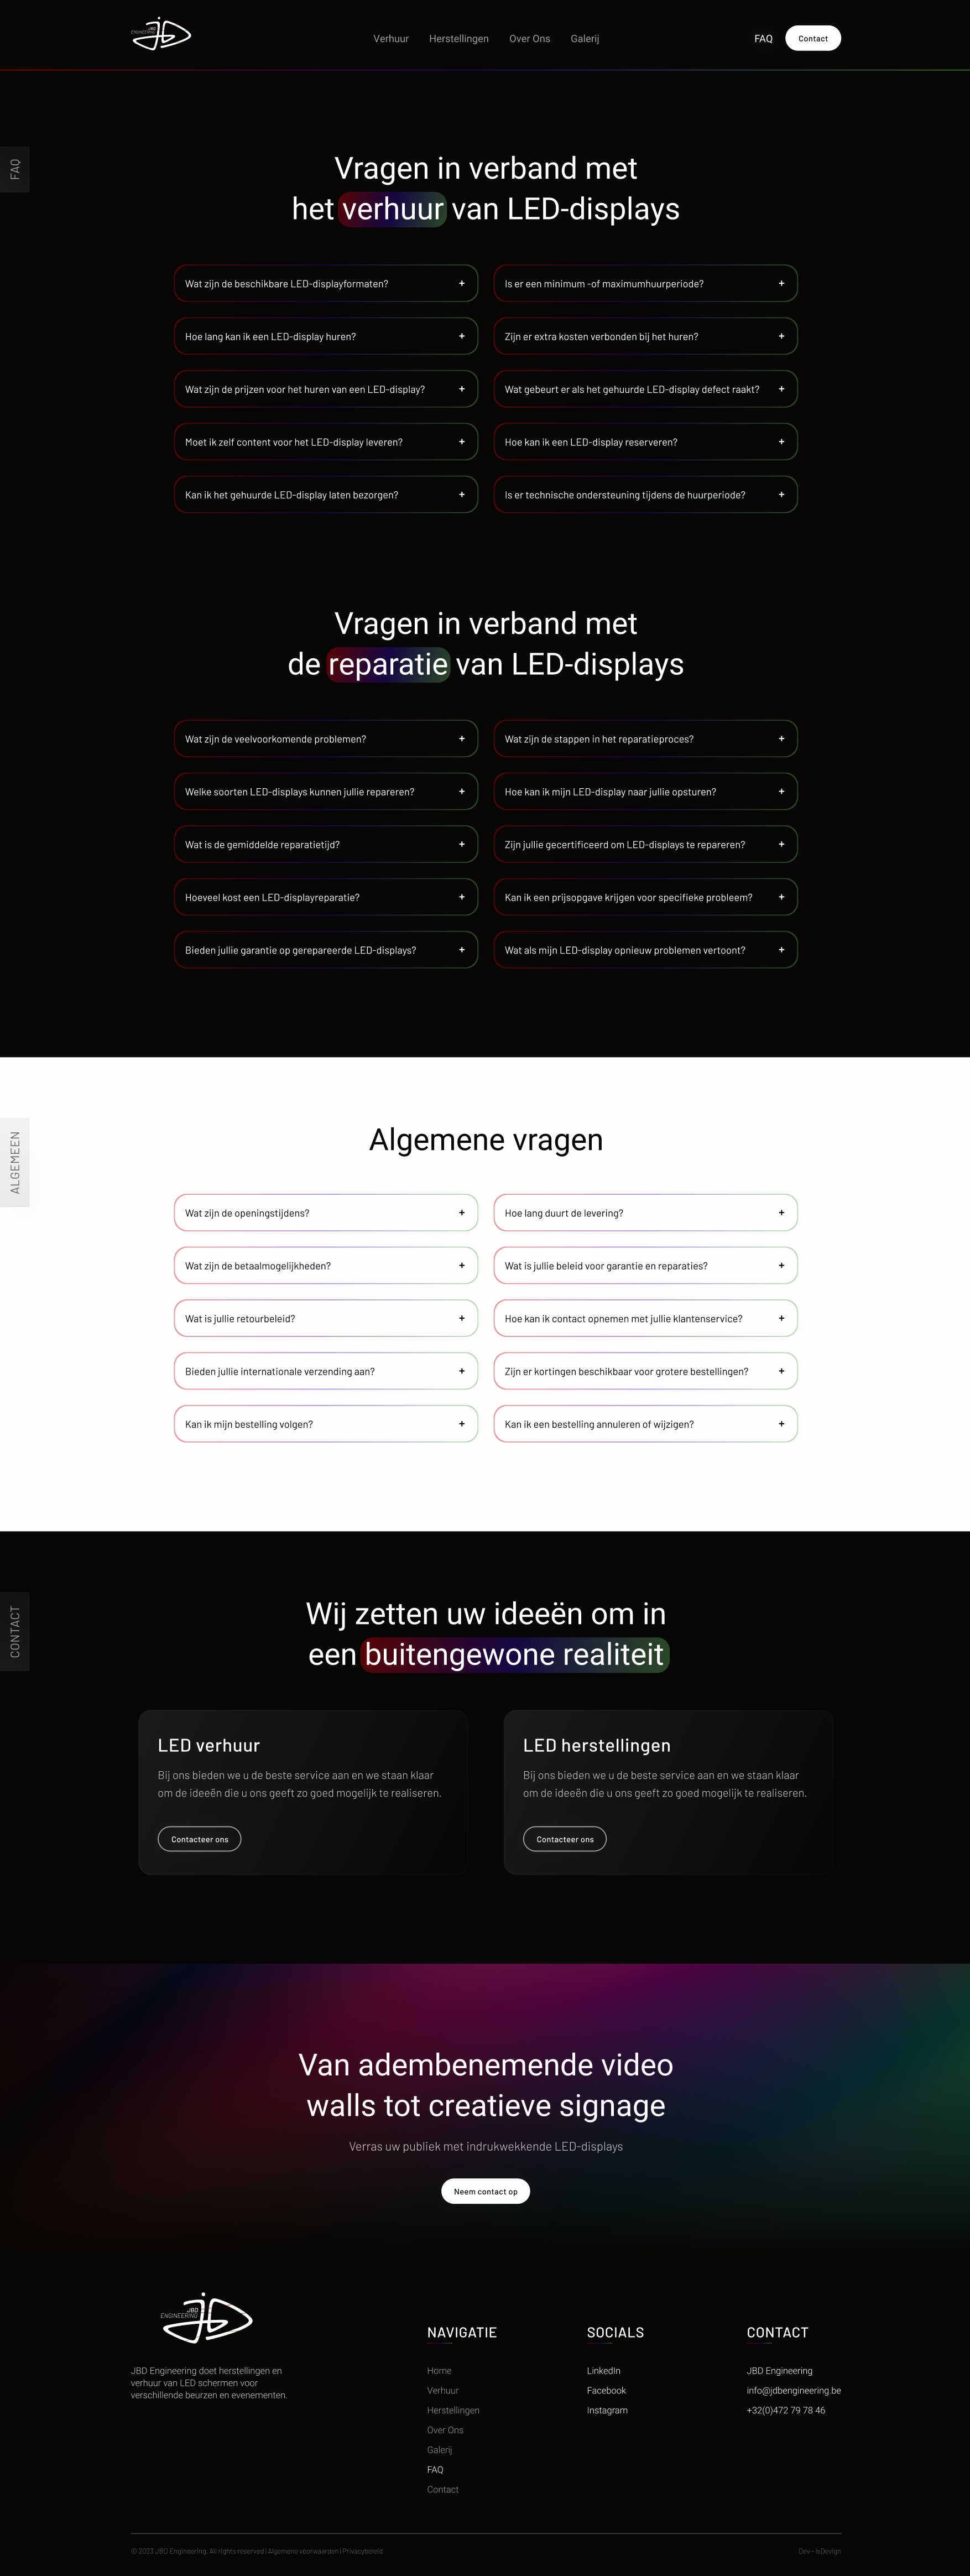 JBD
ENGINEERING
Verhuur
Herstellingen
Over Ons
Galerij
FAQ
Contact
FAQ
Vragen in verband met
het verhuur van LED-displays
Wat zijn de beschikbare LED-displayformaten? +
Is er een minimum -of maximumhuurperiode? +
Hoe lang kan ik een LED-display huren? +
Zijn er extra kosten verbonden bij het huren? +
Wat zijn de prijzen voor het huren van een LED-display? +
Wat gebeurt er als het gehuurde LED-display defect raakt? +
Moet ik zelf content voor het LED-display leveren? +
Hoe kan ik een LED-display reserveren? +
Kan ik het gehuurde LED-display laten bezorgen? +
Is er technische ondersteuning tijdens de huurperiode? +
Vragen in verband met
de reparatie van LED-displays
Wat zijn de veelvoorkomende problemen? +
Wat zijn de stappen in het reparatieproces? +
Welke soorten LED-displays kunnen jullie repareren? +
Hoe kan ik mijn LED-display naar jullie opsturen? +
Wat is de gemiddelde reparatietijd? +
Zijn jullie gecertificeerd om LED-displays te repareren? +
Hoeveel kost een LED-displayreparatie? +
Kan ik een prijsopgave krijgen voor specifieke probleem? +
Bieden jullie garantie op gerepareerde LED-displays? +
Wat als mijn LED-display opnieuw problemen vertoont? +
ALGEMEEN
Algemene vragen
Wat zijn de openingstijdens? +
Hoe lang duurt de levering? +
Wat zijn de betaalmogelijkheden? +
Wat is jullie beleid voor garantie en reparaties? +
Wat is jullie retourbeleid? +
Hoe kan ik contact opnemen met jullie klantenservice? +
Bieden jullie internationale verzending aan? +
Zijn er kortingen beschikbaar voor grotere bestellingen? +
Kan ik mijn bestelling volgen? +
Kan ik een bestelling annuleren of wijzigen? +
CONTACT
Wij zetten uw ideeën om in
een buitengewone realiteit
LED verhuur
Bij ons bieden we u de beste service aan en we staan klaar
om de ideeën die u ons geeft zo goed mogelijk te realiseren.
Contacteer ons
LED herstellingen
Bij ons bieden we u de beste service aan en we staan klaar
om de ideeën die u ons geeft zo goed mogelijk te realiseren.
Contacteer ons
Van adembenemende video
walls tot creatieve signage
Verras uw publiek met indrukwekkende LED-displays
Neem contact op
JBD
ENGINEERING
JBD Engineering doet herstellingen en
verhuur van LED schermen voor
verschillende beurzen en evenementen.
NAVIGATIE
Home
Verhuur
Herstellingen
Over Ons
Galerij
FAQ
Contact
SOCIALS
LinkedIn
Facebook
Instagram
CONTACT
JBD Engineering
info@jdbengineering.be
+32(0)472 79 78 46
© 2023 JBD Engineering. All rights reserved | Algemene voorwaarden | Privacybeleid
Dev - IsDevign